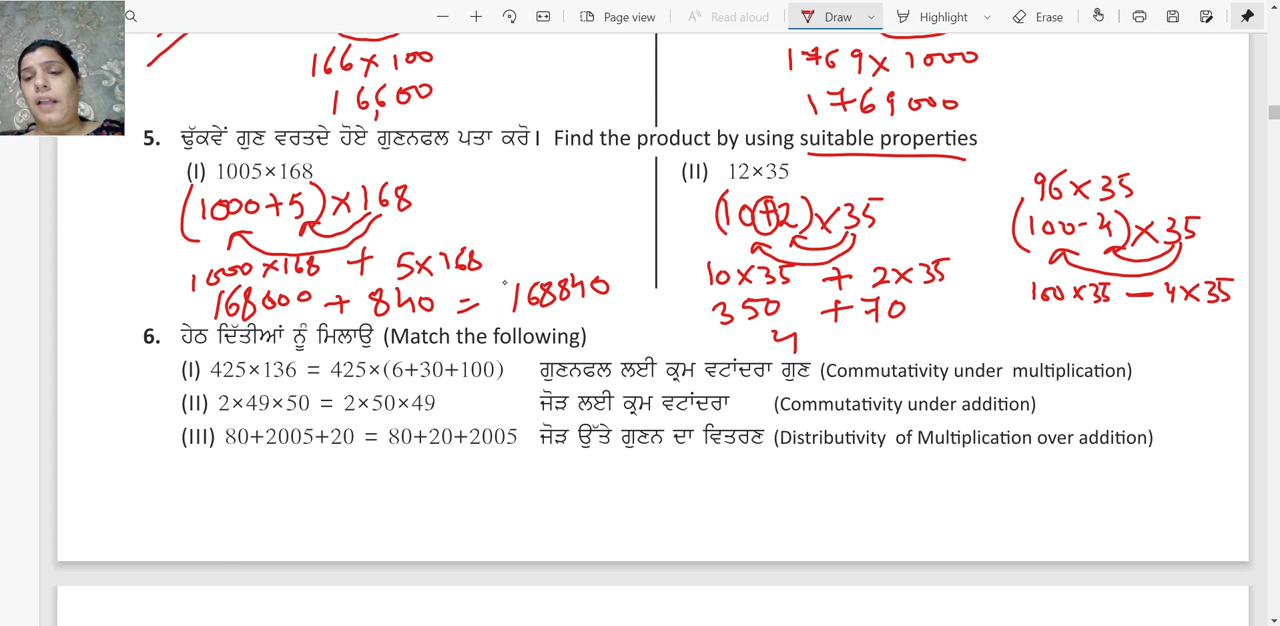 Page view
Read aloud
Draw
Highlight
Erase
166 x 100
16,600
1769 x 1000
1769000
5. ਢੁੱਕਵੇਂ ਗੁਣ ਵਰਤਦੇ ਹੋਏ ਗੁਣਨਫਲ ਪਤਾ ਕਰੋ। Find the product by using suitable properties
(I) 1005×168
(1000+5)×168
1000×168 + 5×168
168000 + 840 = 168840
(II) 12×35
(10+2)×35
10×35 + 2×35
350 + 70
4
96×35
(100-4)×35
100×35 - 4×35
6. ਹੇਠ ਦਿੱਤੀਆਂ ਨੂੰ ਮਿਲਾਉ (Match the following)
(I) 425×136 = 425×(6+30+100) ਗੁਣਨਫਲ ਲਈ ਕ੍ਰਮ ਵਟਾਂਦਰਾ ਗੁਣ (Commutativity under multiplication)
(II) 2×49×50 = 2×50×49 ਜੋੜ ਲਈ ਕ੍ਰਮ ਵਟਾਂਦਰਾ (Commutativity under addition)
(III) 80+2005+20 = 80+20+2005 ਜੋੜ ਉੱਤੇ ਗੁਣਨ ਦਾ ਵਿਤਰਣ (Distributivity of Multiplication over addition)